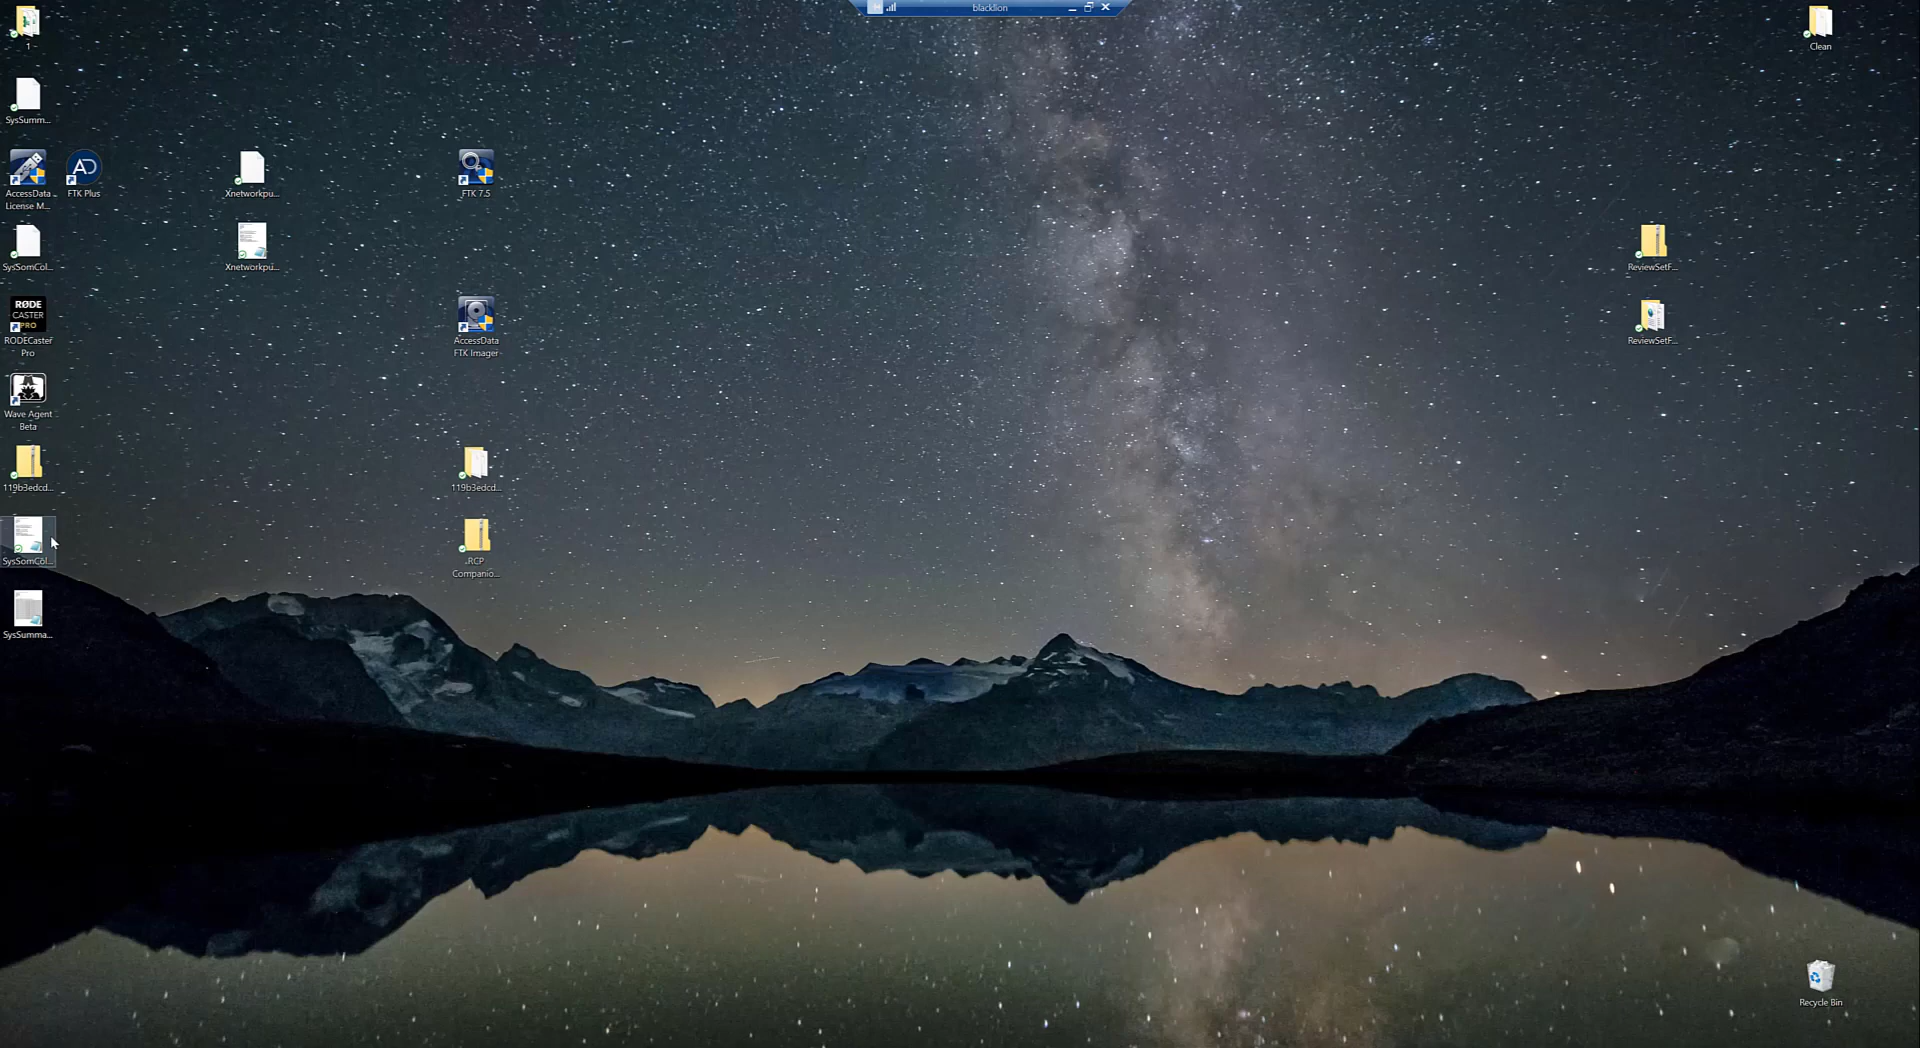 blacklion
1
Clean
SysSumm...
AccessData
License M...
AD
FTK Plus
Xnetworkpu...
FTK 7.5
SysSomCol...
Xnetworkpu...
ReviewSetF...
RØDE
CASTER
PRO
RODECaster
Pro
AccessData
FTK Imager
ReviewSetF...
Wave Agent
Beta
119b3edcd...
119b3edcd...
SysSomCol...
RCP
Companio...
SysSumma...
Recycle Bin